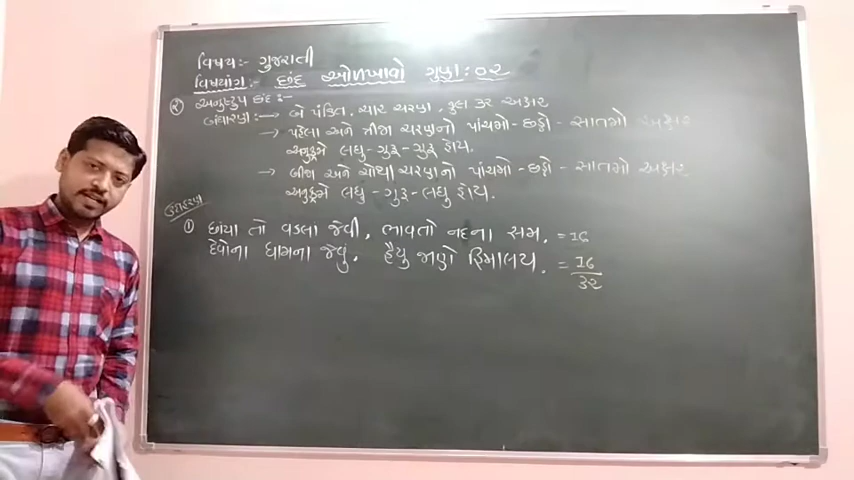 વિષય:- ગુજરાતી
વિષયાંગ:- છંદ ઓળખાવો ગુણ: ૦૨
② અનુષ્ટુપ છંદ :-
બંધારણ :- → બે પંક્તિ, ચાર ચરણ, કુલ ૩૨ અક્ષર
→ પહેલા અને ત્રીજા ચરણનો પાંચમો - છઠ્ઠો - સાતમો અક્ષર
અનુક્રમે લઘુ - ગુરૂ - ગુરૂ હોય.
→ બીજા અને ચોથા ચરણનો પાંચમો - છઠ્ઠો - સાતમો અક્ષર
અનુક્રમે લઘુ - ગુરૂ - લઘુ હોય.
ઉદાહરણ
① છાંયા તો વડલા જેવી, ભાવતો નદના સમ, = 16
દેવોના ધામના જેવું, હૈયુ જાણે હિમાલય. = 16
૩૨